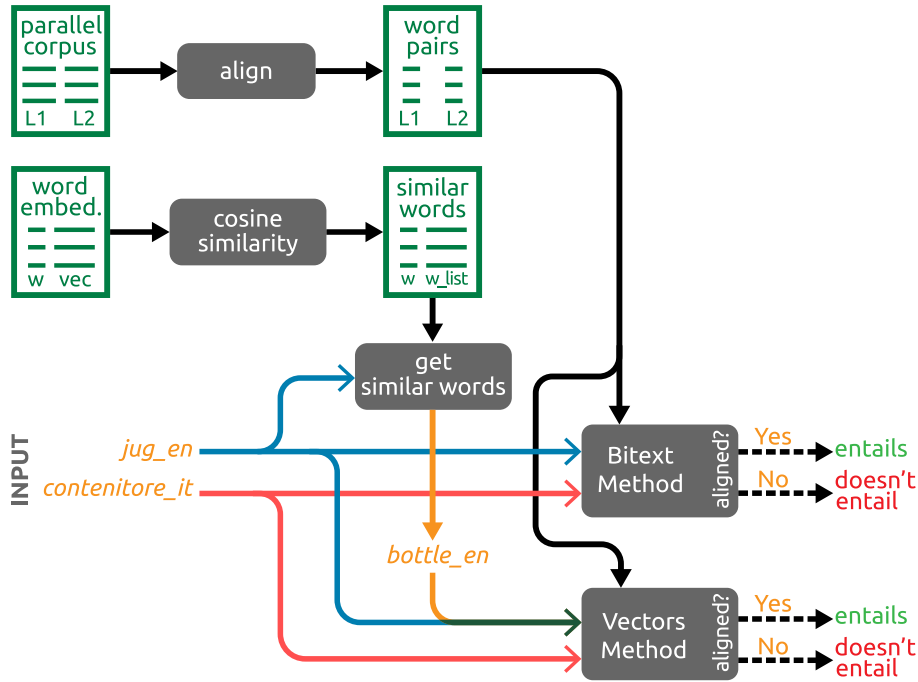 parallel
corpus
L1 L2
align
word
pairs
L1 L2
word
embed.
w vec
cosine
similarity
similar
words
w w_list
get
similar words
INPUT
jug_en
contenitore_it
bottle_en
Bitext
Method
aligned?
Yes
entails
No
doesn't
entail
Vectors
Method
aligned?
Yes
entails
No
doesn't
entail